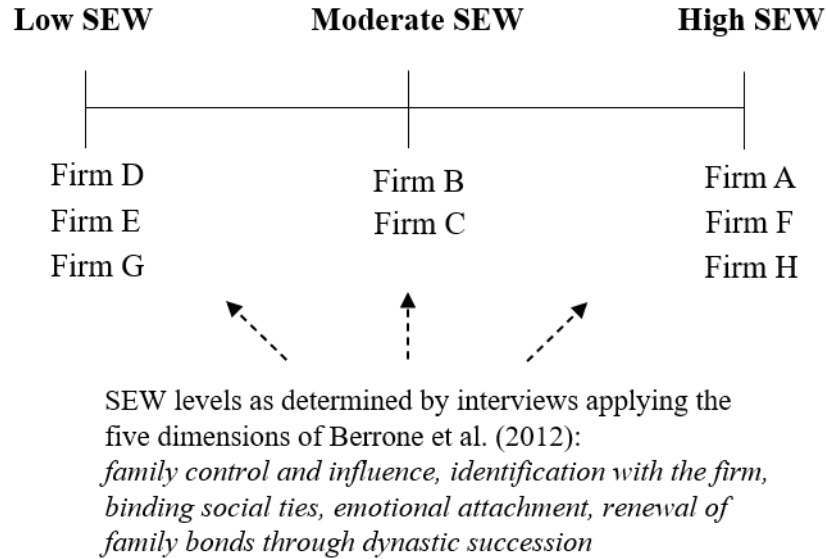 Low SEW Moderate SEW High SEW
Firm D Firm B Firm A
Firm E Firm C Firm F
Firm G Firm H
SEW levels as determined by interviews applying the
five dimensions of Berrone et al. (2012):
family control and influence, identification with the firm,
binding social ties, emotional attachment, renewal of
family bonds through dynastic succession